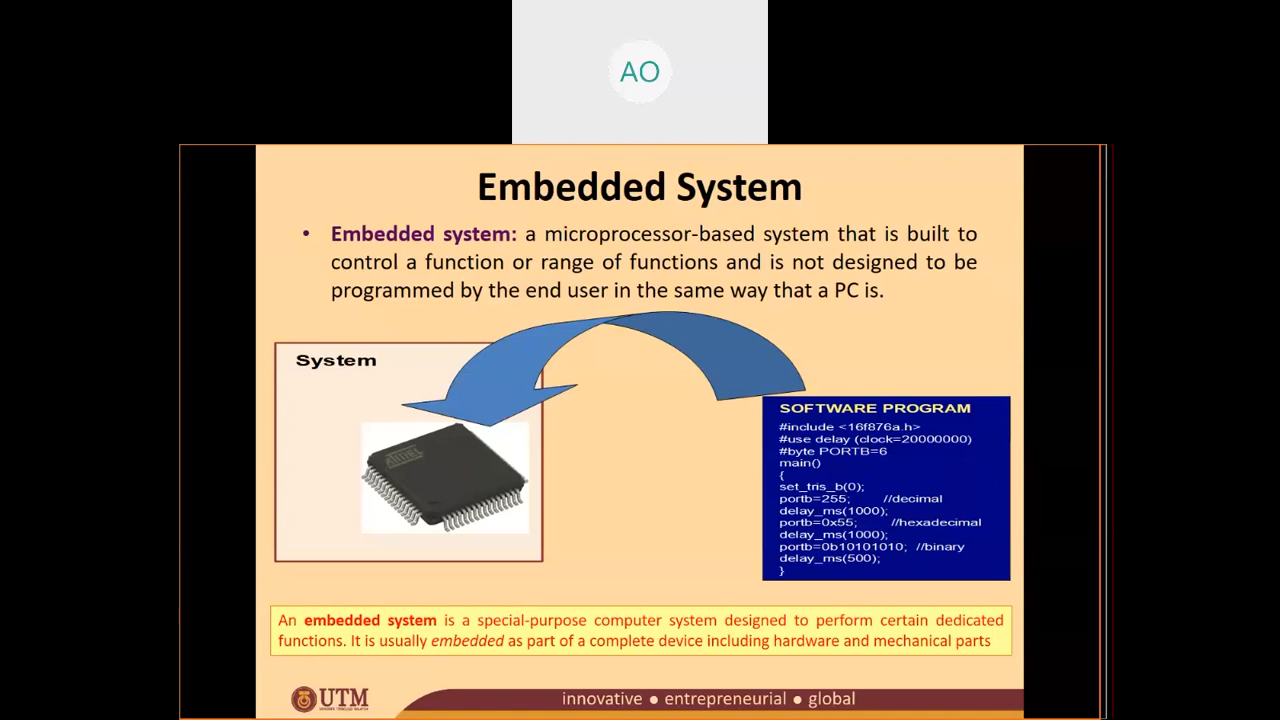 AO
Embedded System
• Embedded system: a microprocessor-based system that is built to
control a function or range of functions and is not designed to be
programmed by the end user in the same way that a PC is.
System
Atmel
SOFTWARE PROGRAM
#include <16f876a.h>
#use delay (clock=20000000)
#byte PORTB=6
main()
{
set_tris_b(0);
portb=255; //decimal
delay_ms(1000);
portb=0x55; //hexadecimal
delay_ms(1000);
portb=0b10101010; //binary
delay_ms(500);
}
An embedded system is a special-purpose computer system designed to perform certain dedicated
functions. It is usually embedded as part of a complete device including hardware and mechanical parts
UTM
innovative ● entrepreneurial ● global